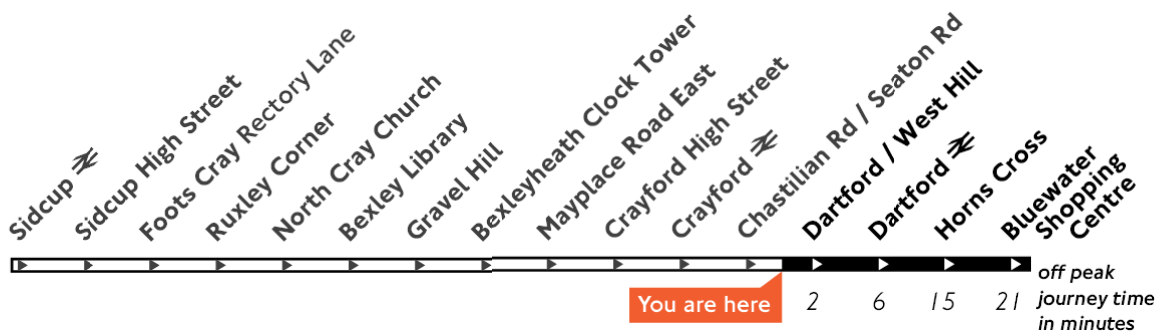 Sidcup
Sidcup High Street
Foots Cray Rectory Lane
Ruxley Corner
North Cray Church
Bexley Library
Gravel Hill
Bexleyheath Clock Tower
Mayplace Road East
Crayford High Street
Crayford
Chastilian Rd / Seaton Rd
Dartford / West Hill
Dartford
Horns Cross
Bluewater
Shopping
Centre
You are here
2 6 15 21
off peak
journey time
in minutes